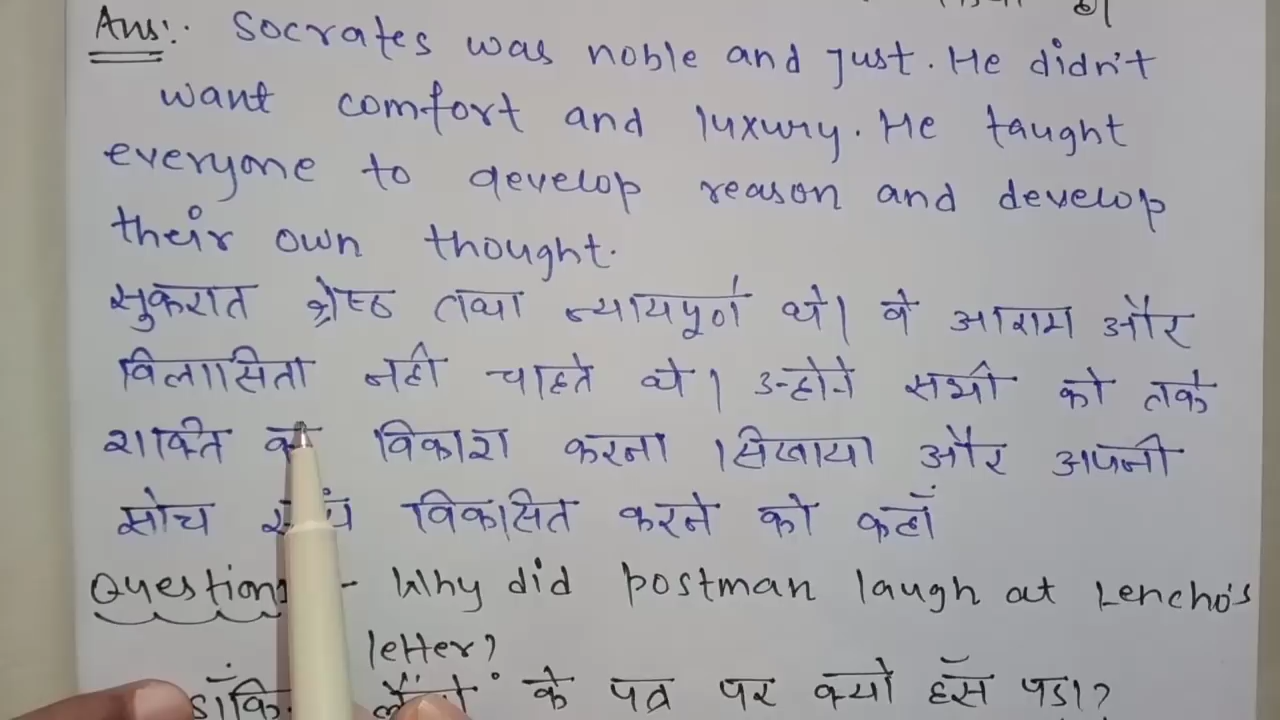 Ans:- Socrates was noble and just. He didn't
want comfort and luxury. He taught
everyone to develop reason and develop
their own thought.
सुकरात श्रेष्ठ तथा न्यायपूर्ण थे। वे आराम और
विलासिता नही चाहते थे। उन्होने सभी को तर्क
शक्ति का विकाश करना सिखाया और अपनी
सोच स्वंय विकसित करने को कहाँ
Question - Why did postman laugh at Lencho's
letter?
के पत्र पर क्यों हँस पड़ा?